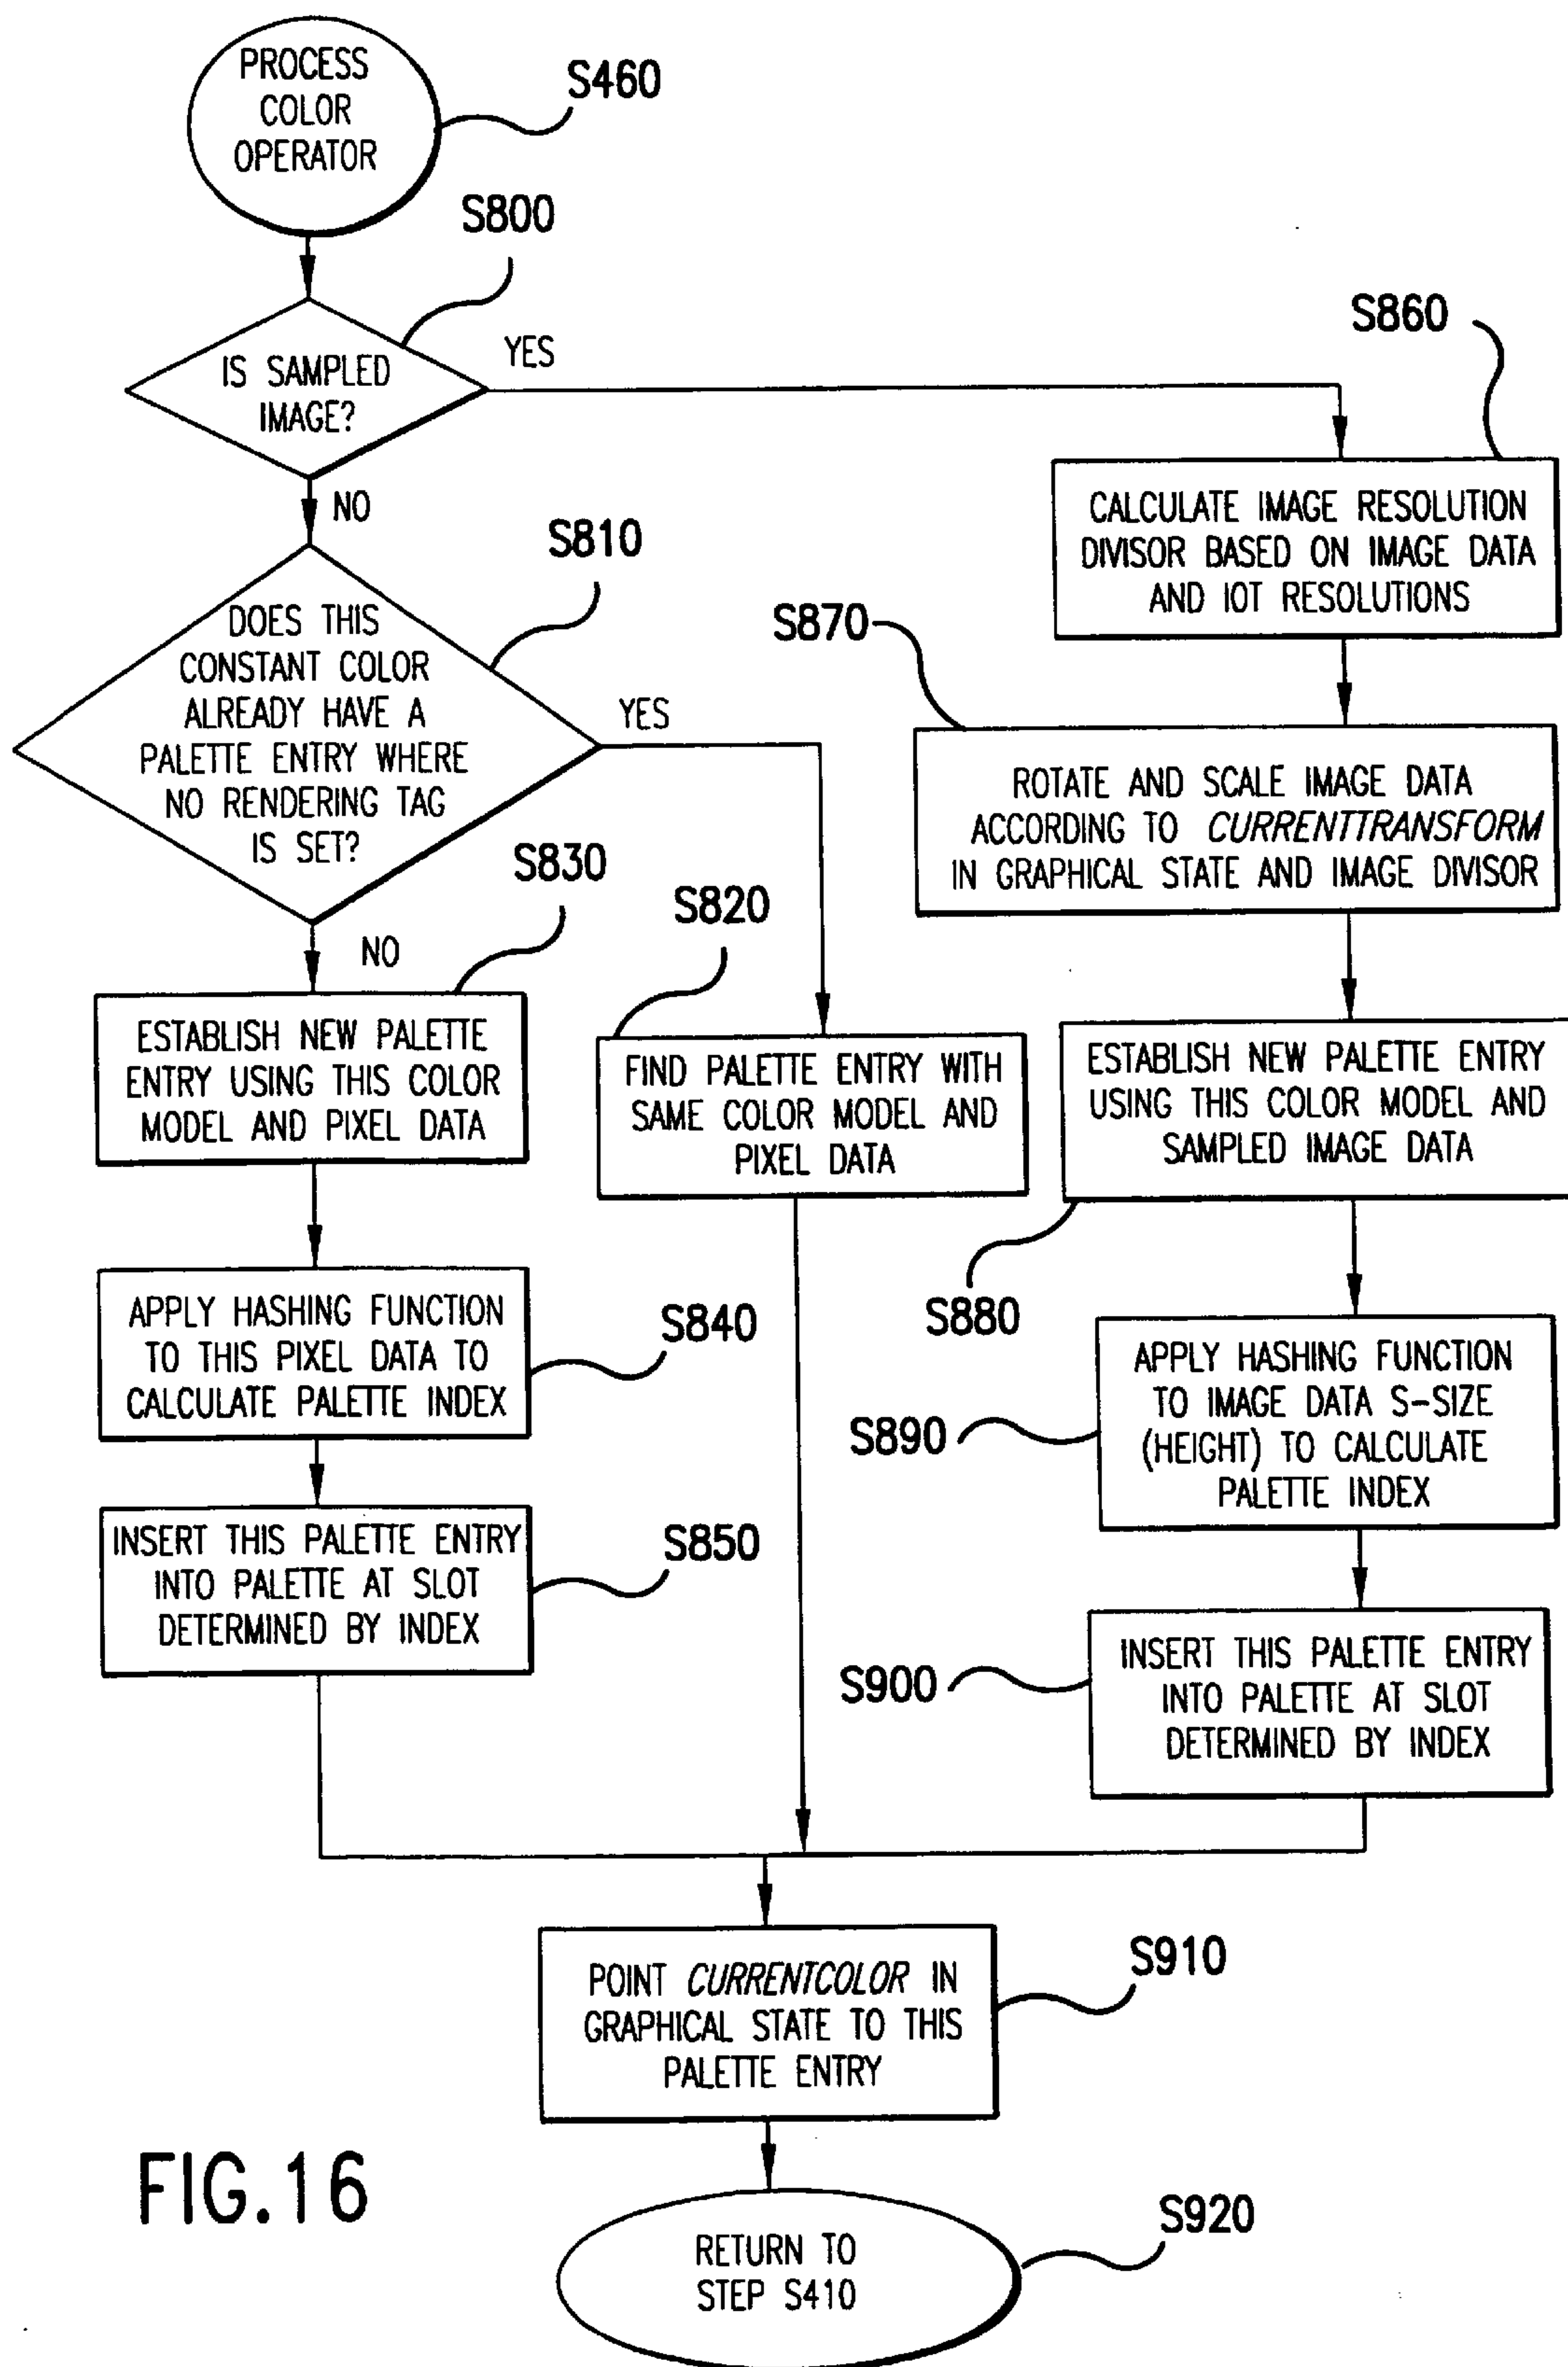 PROCESS
COLOR
OPERATOR
S460
S800
IS SAMPLED
IMAGE?
YES
NO
S860
CALCULATE IMAGE RESOLUTION
DIVISOR BASED ON IMAGE DATA
AND IOT RESOLUTIONS
S810
DOES THIS
CONSTANT COLOR
ALREADY HAVE A
PALETTE ENTRY WHERE
NO RENDERING TAG
IS SET?
YES
NO
S870
ROTATE AND SCALE IMAGE DATA
ACCORDING TO CURRENTTRANSFORM
IN GRAPHICAL STATE AND IMAGE DIVISOR
S830
ESTABLISH NEW PALETTE
ENTRY USING THIS COLOR
MODEL AND PIXEL DATA
S820
FIND PALETTE ENTRY WITH
SAME COLOR MODEL AND
PIXEL DATA
ESTABLISH NEW PALETTE ENTRY
USING THIS COLOR MODEL AND
SAMPLED IMAGE DATA
S880
APPLY HASHING FUNCTION
TO THIS PIXEL DATA TO
CALCULATE PALETTE INDEX
S840
APPLY HASHING FUNCTION
TO IMAGE DATA S-SIZE
(HEIGHT) TO CALCULATE
PALETTE INDEX
S890
INSERT THIS PALETTE ENTRY
INTO PALETTE AT SLOT
DETERMINED BY INDEX
S850
INSERT THIS PALETTE ENTRY
INTO PALETTE AT SLOT
DETERMINED BY INDEX
S900
POINT CURRENTCOLOR IN
GRAPHICAL STATE TO THIS
PALETTE ENTRY
S910
RETURN TO
STEP S410
S920
FIG.16